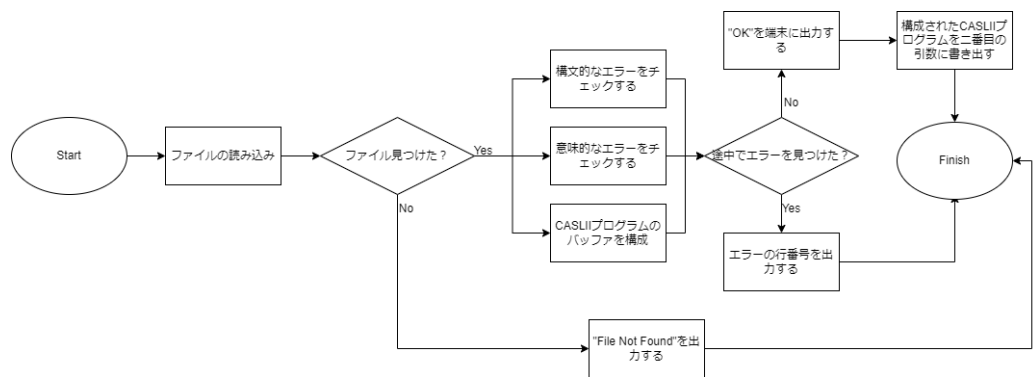 Start
ファイルの読み込み
ファイル見つけた？
Yes
No
構文的なエラーをチ
ェックする
意味的なエラーをチ
ェックする
CASLIIプログラムの
バッファを構成
途中でエラーを見つけた？
No
Yes
"OK"を端末に出力す
る
構成されたCASLIIプ
ログラムを二番目の
引数に書き出す
エラーの行番号を出
力する
Finish
"File Not Found"を出
力する